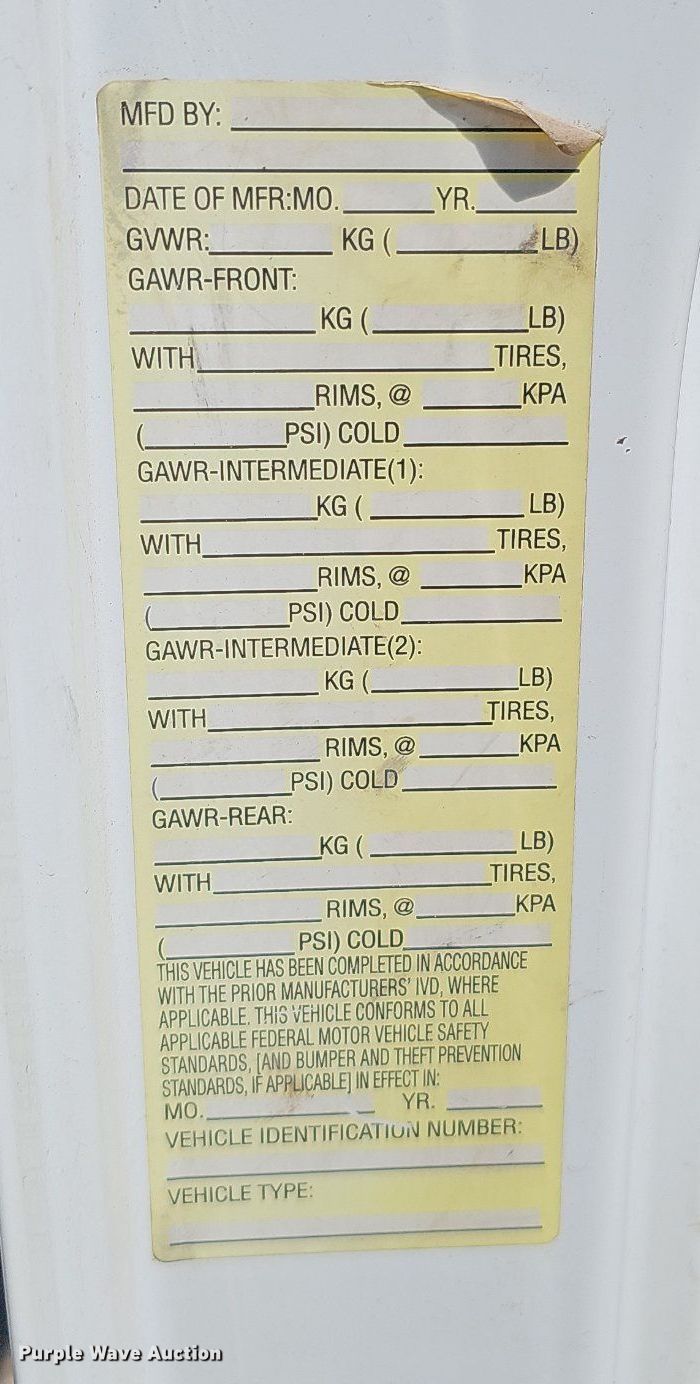 MFD BY:
DATE OF MFR:MO. YR.
GVWR: KG ( LB)
GAWR-FRONT:
KG ( LB)
WITH TIRES,
RIMS, @ KPA
( PSI) COLD
GAWR-INTERMEDIATE(1):
KG ( LB)
WITH TIRES,
RIMS, @ KPA
( PSI) COLD
GAWR-INTERMEDIATE(2):
KG ( LB)
WITH TIRES,
RIMS, @ KPA
( PSI) COLD
GAWR-REAR:
KG ( LB)
WITH TIRES,
RIMS, @ KPA
( PSI) COLD
THIS VEHICLE HAS BEEN COMPLETED IN ACCORDANCE
WITH THE PRIOR MANUFACTURERS' IVD, WHERE
APPLICABLE. THIS VEHICLE CONFORMS TO ALL
APPLICABLE FEDERAL MOTOR VEHICLE SAFETY
STANDARDS, [AND BUMPER AND THEFT PREVENTION
STANDARDS, IF APPLICABLE] IN EFFECT IN:
MO. YR.
VEHICLE IDENTIFICATION NUMBER:
VEHICLE TYPE:
Purple Wave Auction